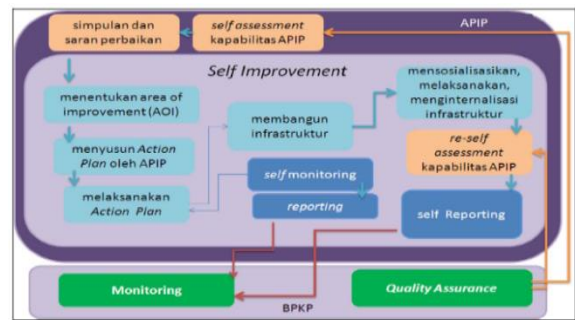 simpulan dan
saran perbaikan
self assessment
kapabilitas APIP
APIP
Self Improvement
menentukan area of
improvement (AOI)
menyusun Action
Plan oleh APIP
melaksanakan
Action Plan
membangun
infrastruktur
mensosialisasikan,
melaksanakan,
menginternalisasi
infrastruktur
self monitoring
reporting
re-self
assessment
kapabilitas APIP
self Reporting
Monitoring
Quality Assurance
BPKP